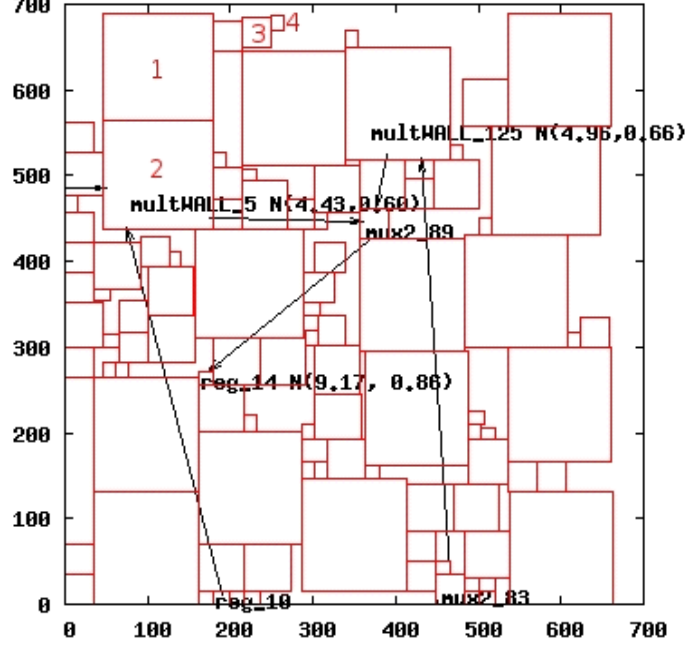 700
4
3
1
600
multWALL_125 N(4.96,0.66)
500
2
multWALL_5 N(4.43,0.60)
mux2_89
400
300
reg_14 N(9.17, 0.86)
200
100
0
reg_10
mux2_83
0 100 200 300 400 500 600 700